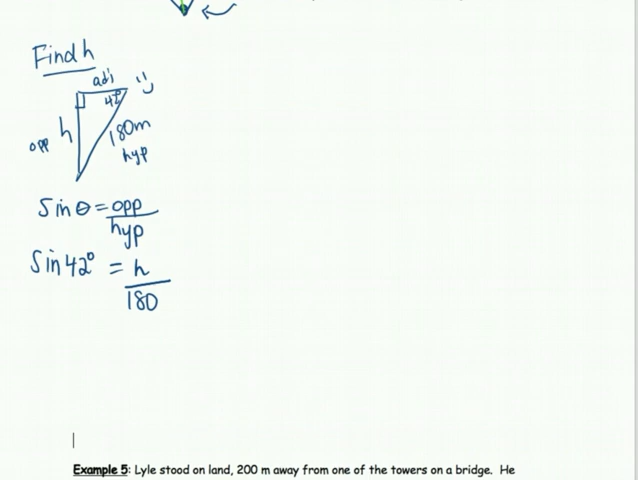 Find h
adj
42°
opp
h
180m
hyp
Sin θ = opp
hyp
Sin 42° = h
180
Example 5: Lyle stood on land, 200 m away from one of the towers on a bridge. He